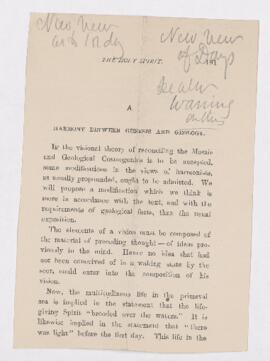 New View
New View
of Days
THE HOLY SPIRIT.
A
HARMONY BETWEEN GENESIS AND GEOLOGY.
If the visional theory of reconciling the Mosaic
and Geological Cosmogonies is to be accepted,
some modifications in the views of harmonists,
as usually propounded, ought to be admitted. We
will propose a modification which we think is
more in accordance with the text, and with the
requirements of geological facts, than the usual
exposition.
The elements of a vision must be composed of
the material of preceding thought—of ideas pre-
viously in the mind. Hence no idea that had
not been conceived in a waking state by the
seer, could enter into the composition of his
vision.
Now, the multitudinous life in the primeval
sea is implied in the statement that the life-
giving Spirit "brooded over the waters." It is
likewise implied in the statement that "there
was light" before the first day. This life in the